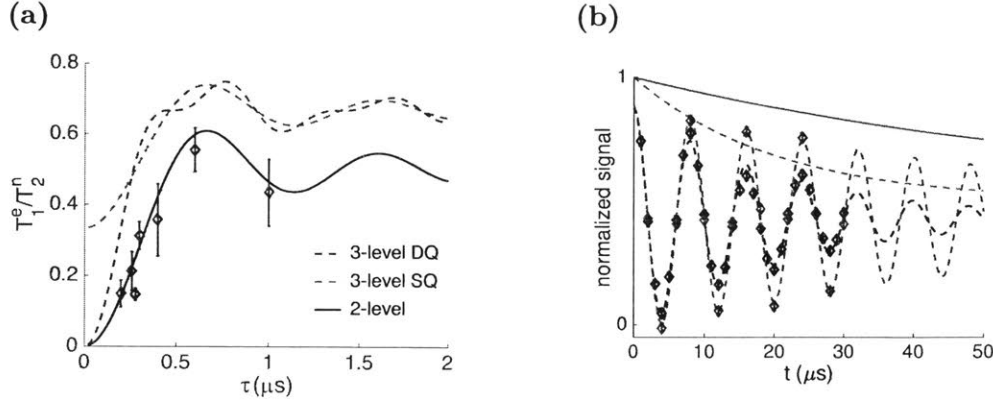 (a)
T₁ᵉ/T₂ⁿ
0.8
0.6
0.4
0.2
0
0
0.5
1
1.5
2
τ(μs)
3-level DQ
3-level SQ
2-level
(b)
normalized signal
1
0
0
10
20
30
40
50
t (μs)